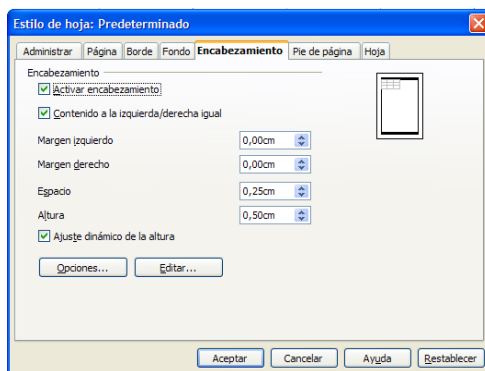 Estilo de hoja: Predeterminado
Administrar Página Borde Fondo Encabezamiento Pie de página Hoja
Encabezamiento
Activar encabezamiento
Contenido a la izquierda/derecha igual
Margen izquierdo 0,00cm
Margen derecho 0,00cm
Espacio 0,25cm
Altura 0,50cm
Ajuste dinámico de la altura
Opciones... Editar...
Aceptar Cancelar Ayuda Restablecer